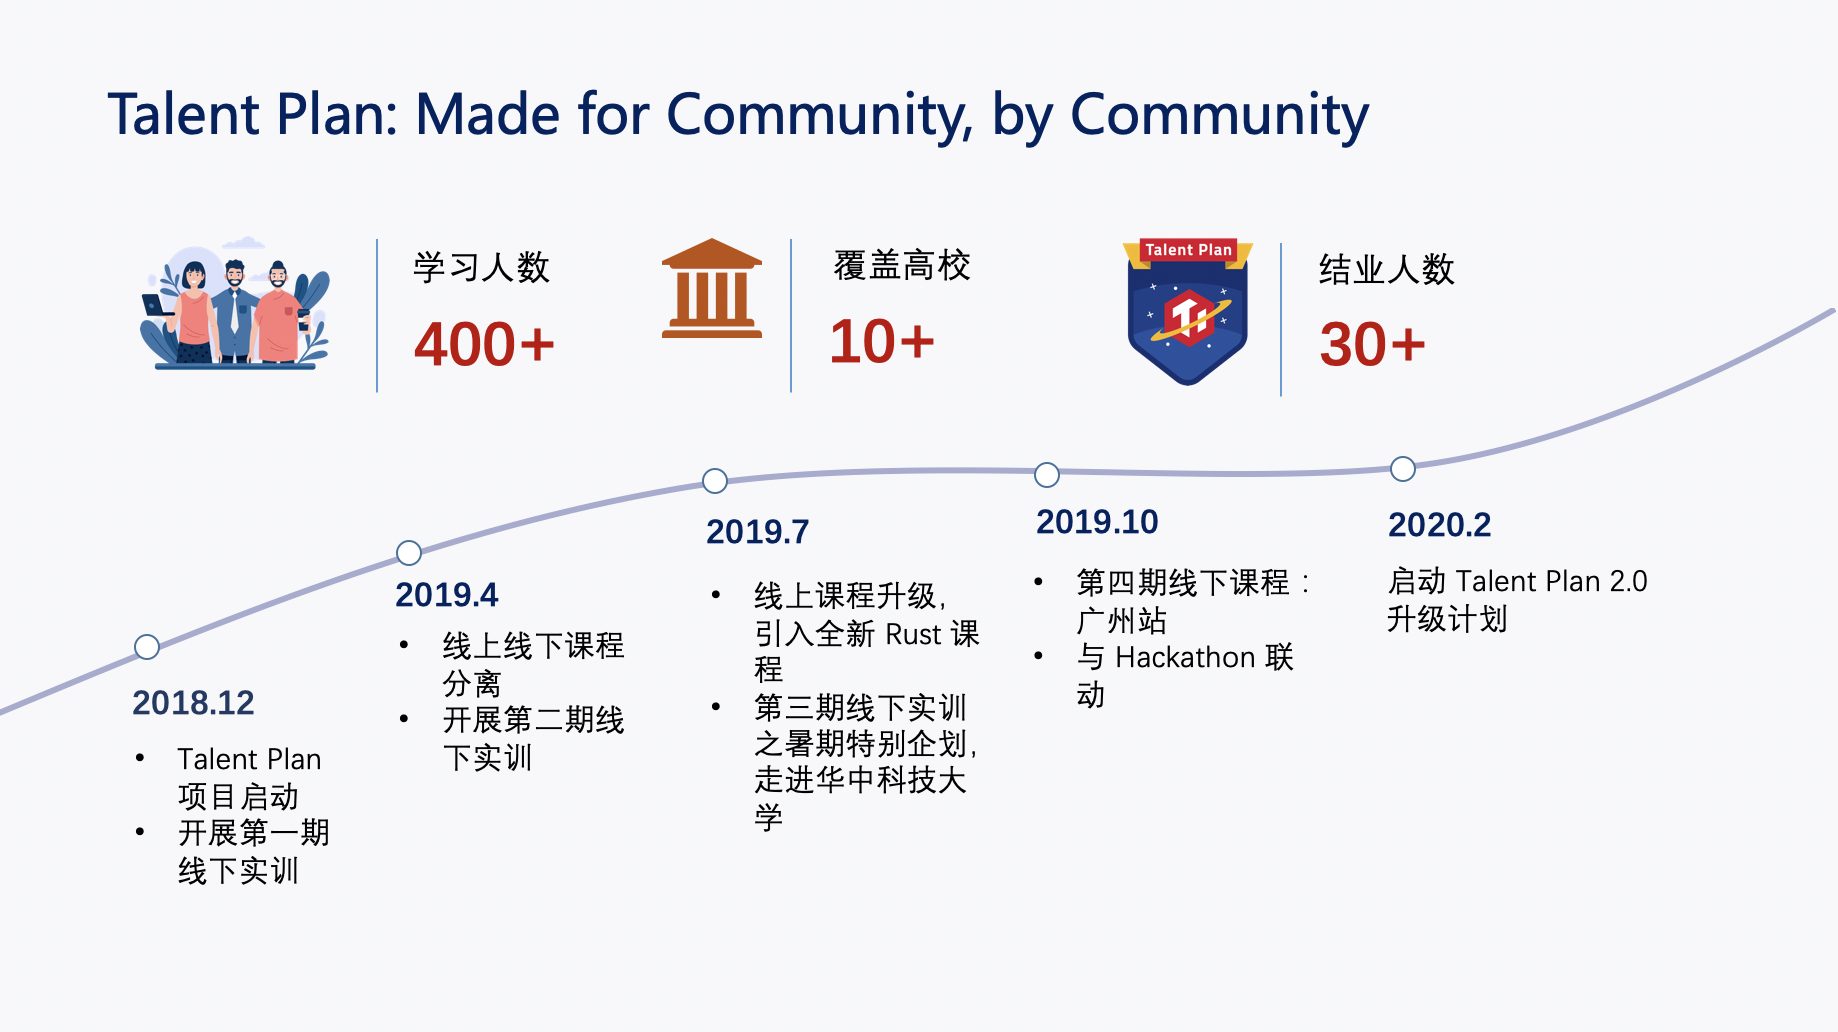 Talent Plan: Made for Community, by Community
学习人数
400+
覆盖高校
10+
Talent Plan
结业人数
30+
2018.12
• Talent Plan
项目启动
• 开展第一期
线下实训
2019.4
• 线上线下课程
分离
• 开展第二期线
下实训
2019.7
• 线上课程升级，
引入全新 Rust 课
程
• 第三期线下实训
之暑期特别企划，
走进华中科技大
学
2019.10
• 第四期线下课程：
广州站
• 与 Hackathon 联
动
2020.2
启动 Talent Plan 2.0
升级计划